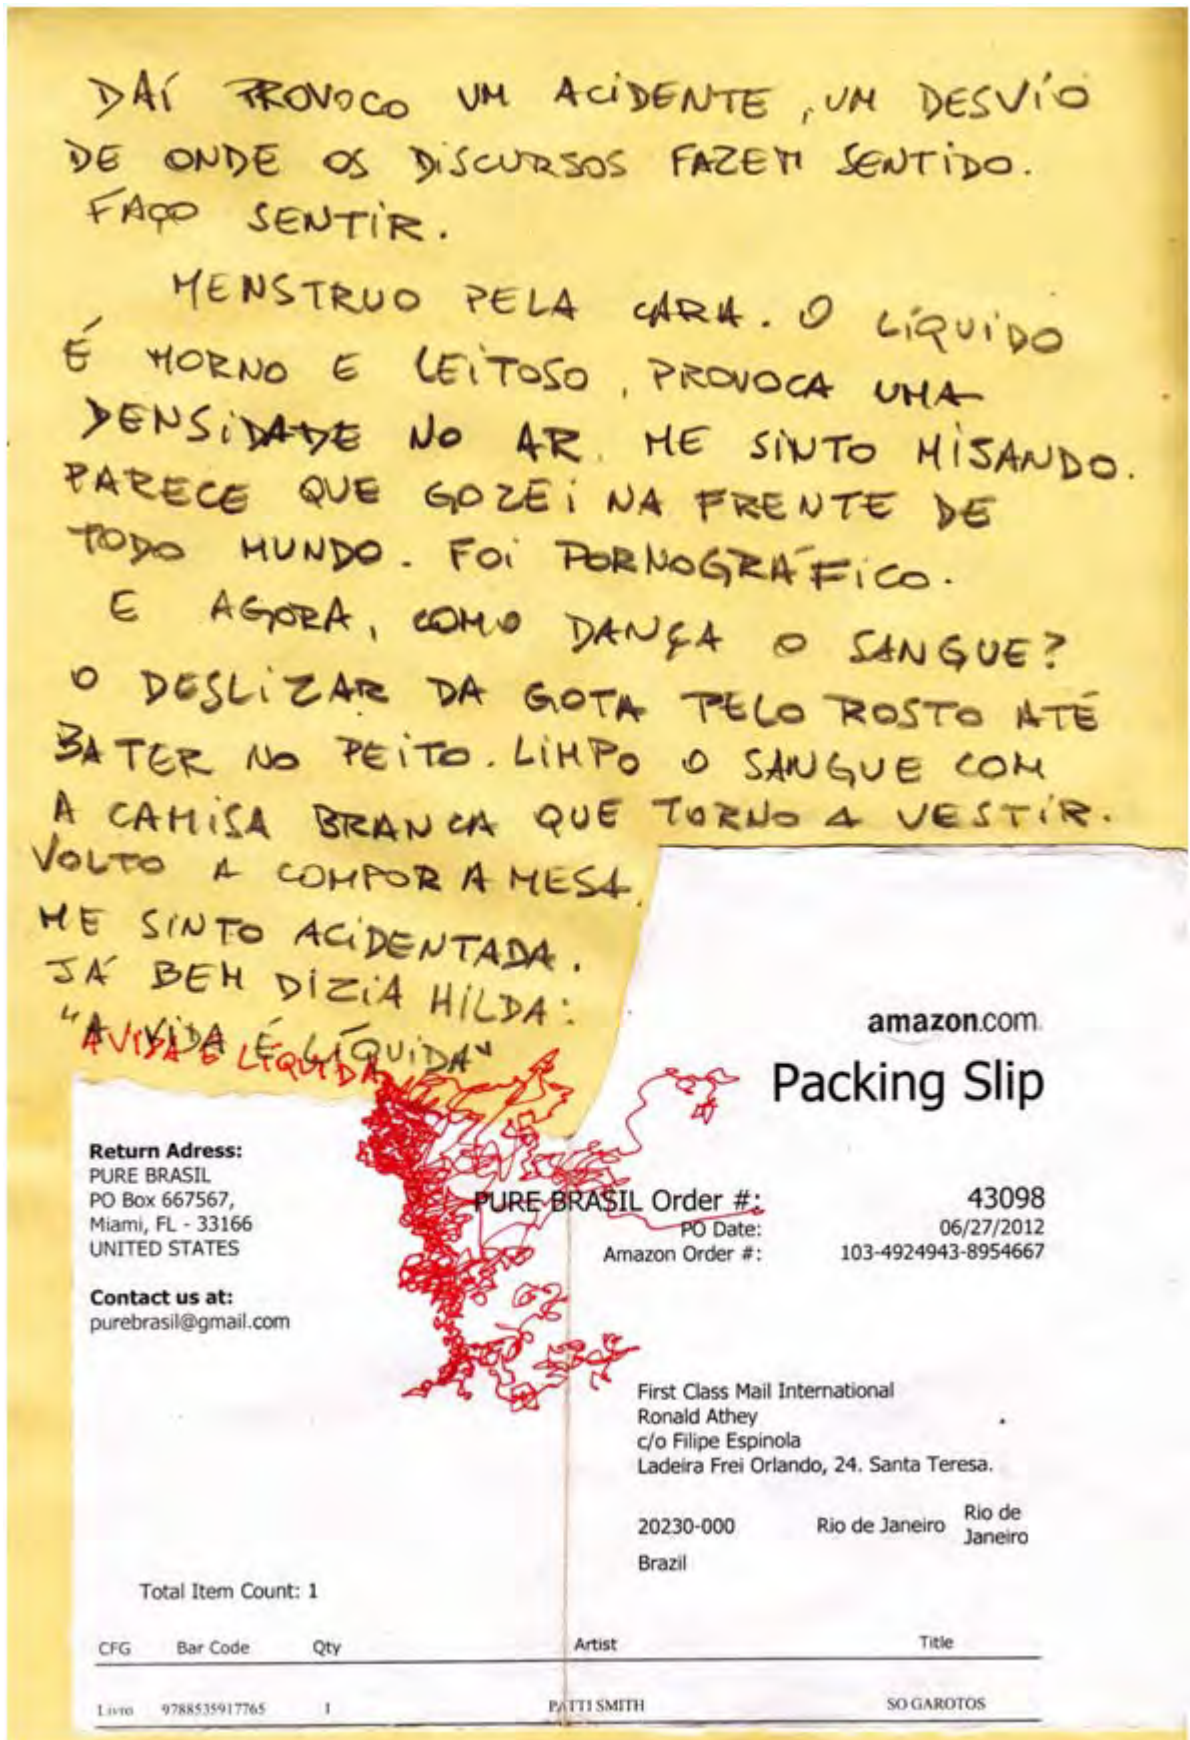 DAÍ PROVOCO UM ACIDENTE, UM DESVIO
DE ONDE OS DISCURSOS FAZEM SENTIDO.
FAÇO SENTIR.
MENSTRUO PELA CARA. O LÍQUIDO
É MORNO E LEITOSO, PROVOCA UMA
DENSIDADE NO AR. ME SINTO MIJANDO.
PARECE QUE GOZEI NA FRENTE DE
TODO MUNDO. FOI PORNOGRÁFICO.
E AGORA, COMO DANÇA O SANGUE?
O DESLIZAR DA GOTA PELO ROSTO ATÉ
BATER NO PEITO. LIMPO O SANGUE COM
A CAMISA BRANCA QUE TORNO A VESTIR.
VOLTO A COMPOR A MESA.
ME SINTO ACIDENTADA.
JÁ BEM DIZIA HILDA:
"A VIDA É LÍQUIDA"
A VIDA É LÍQUIDA
amazon.com
Packing Slip
Return Adress:
PURE BRASIL
PO Box 667567,
Miami, FL - 33166
UNITED STATES
Contact us at:
purebrasil@gmail.com
PURE BRASIL Order #: 43098
PO Date: 06/27/2012
Amazon Order #: 103-4924943-8954667
First Class Mail International
Ronald Athey
c/o Filipe Espinola
Ladeira Frei Orlando, 24. Santa Teresa.
20230-000 Rio de Janeiro Rio de Janeiro
Brazil
Total Item Count: 1
CFG Bar Code Qty Artist Title
Livro 9788535917765 1 PATTI SMITH SO GAROTOS